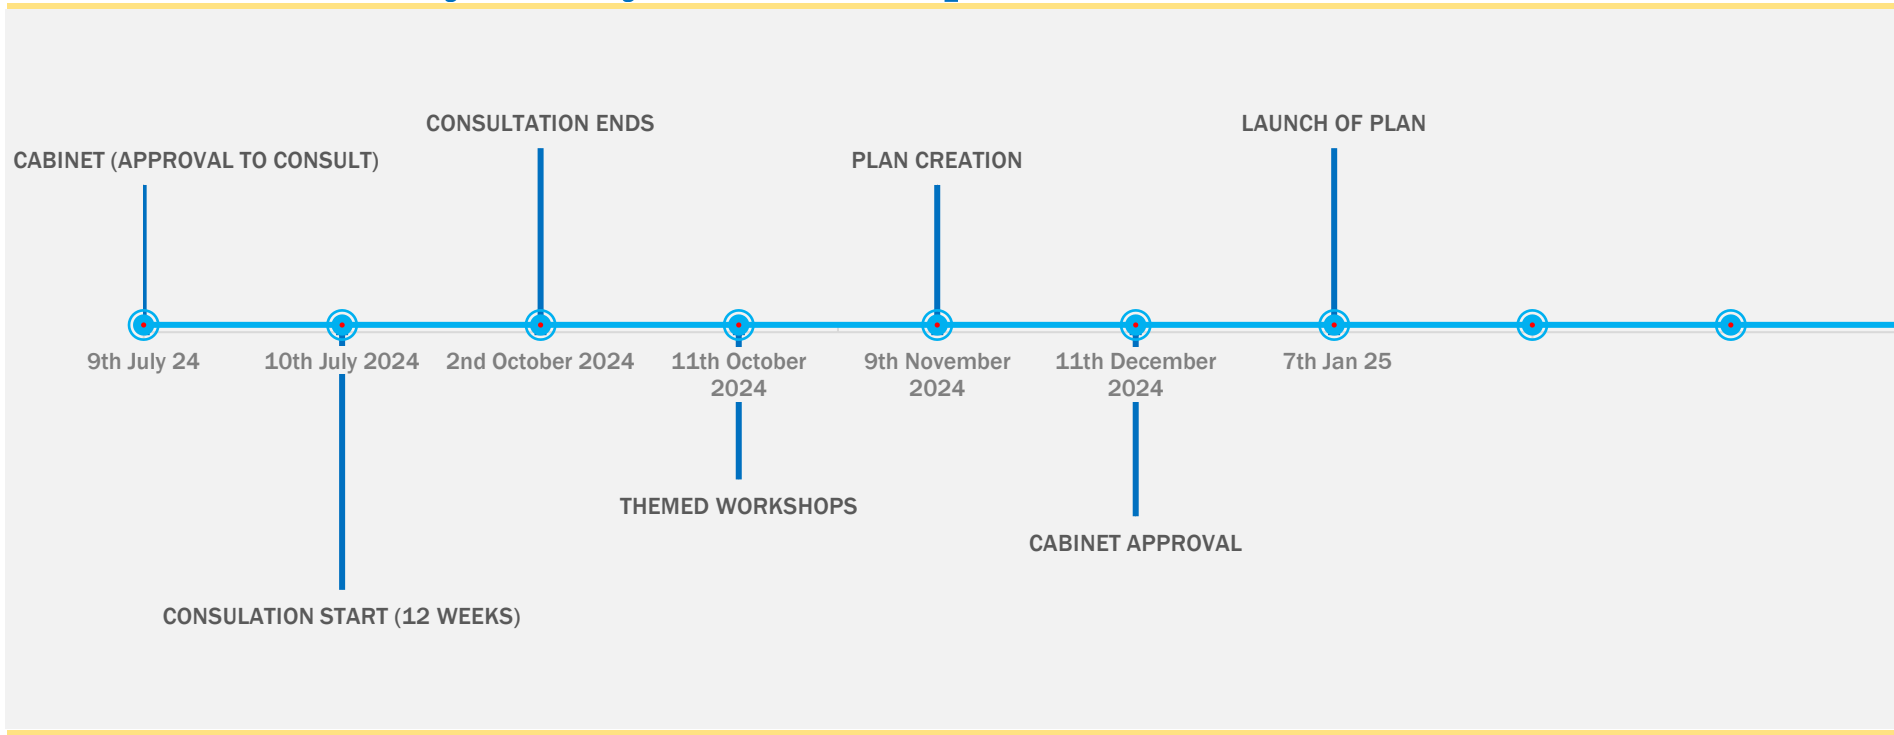 CONSULTATION ENDS
LAUNCH OF PLAN
CABINET (APPROVAL TO CONSULT)
PLAN CREATION
9th July 24
10th July 2024
2nd October 2024
11th October
2024
9th November
2024
11th December
2024
7th Jan 25
THEMED WORKSHOPS
CABINET APPROVAL
CONSULATION START (12 WEEKS)